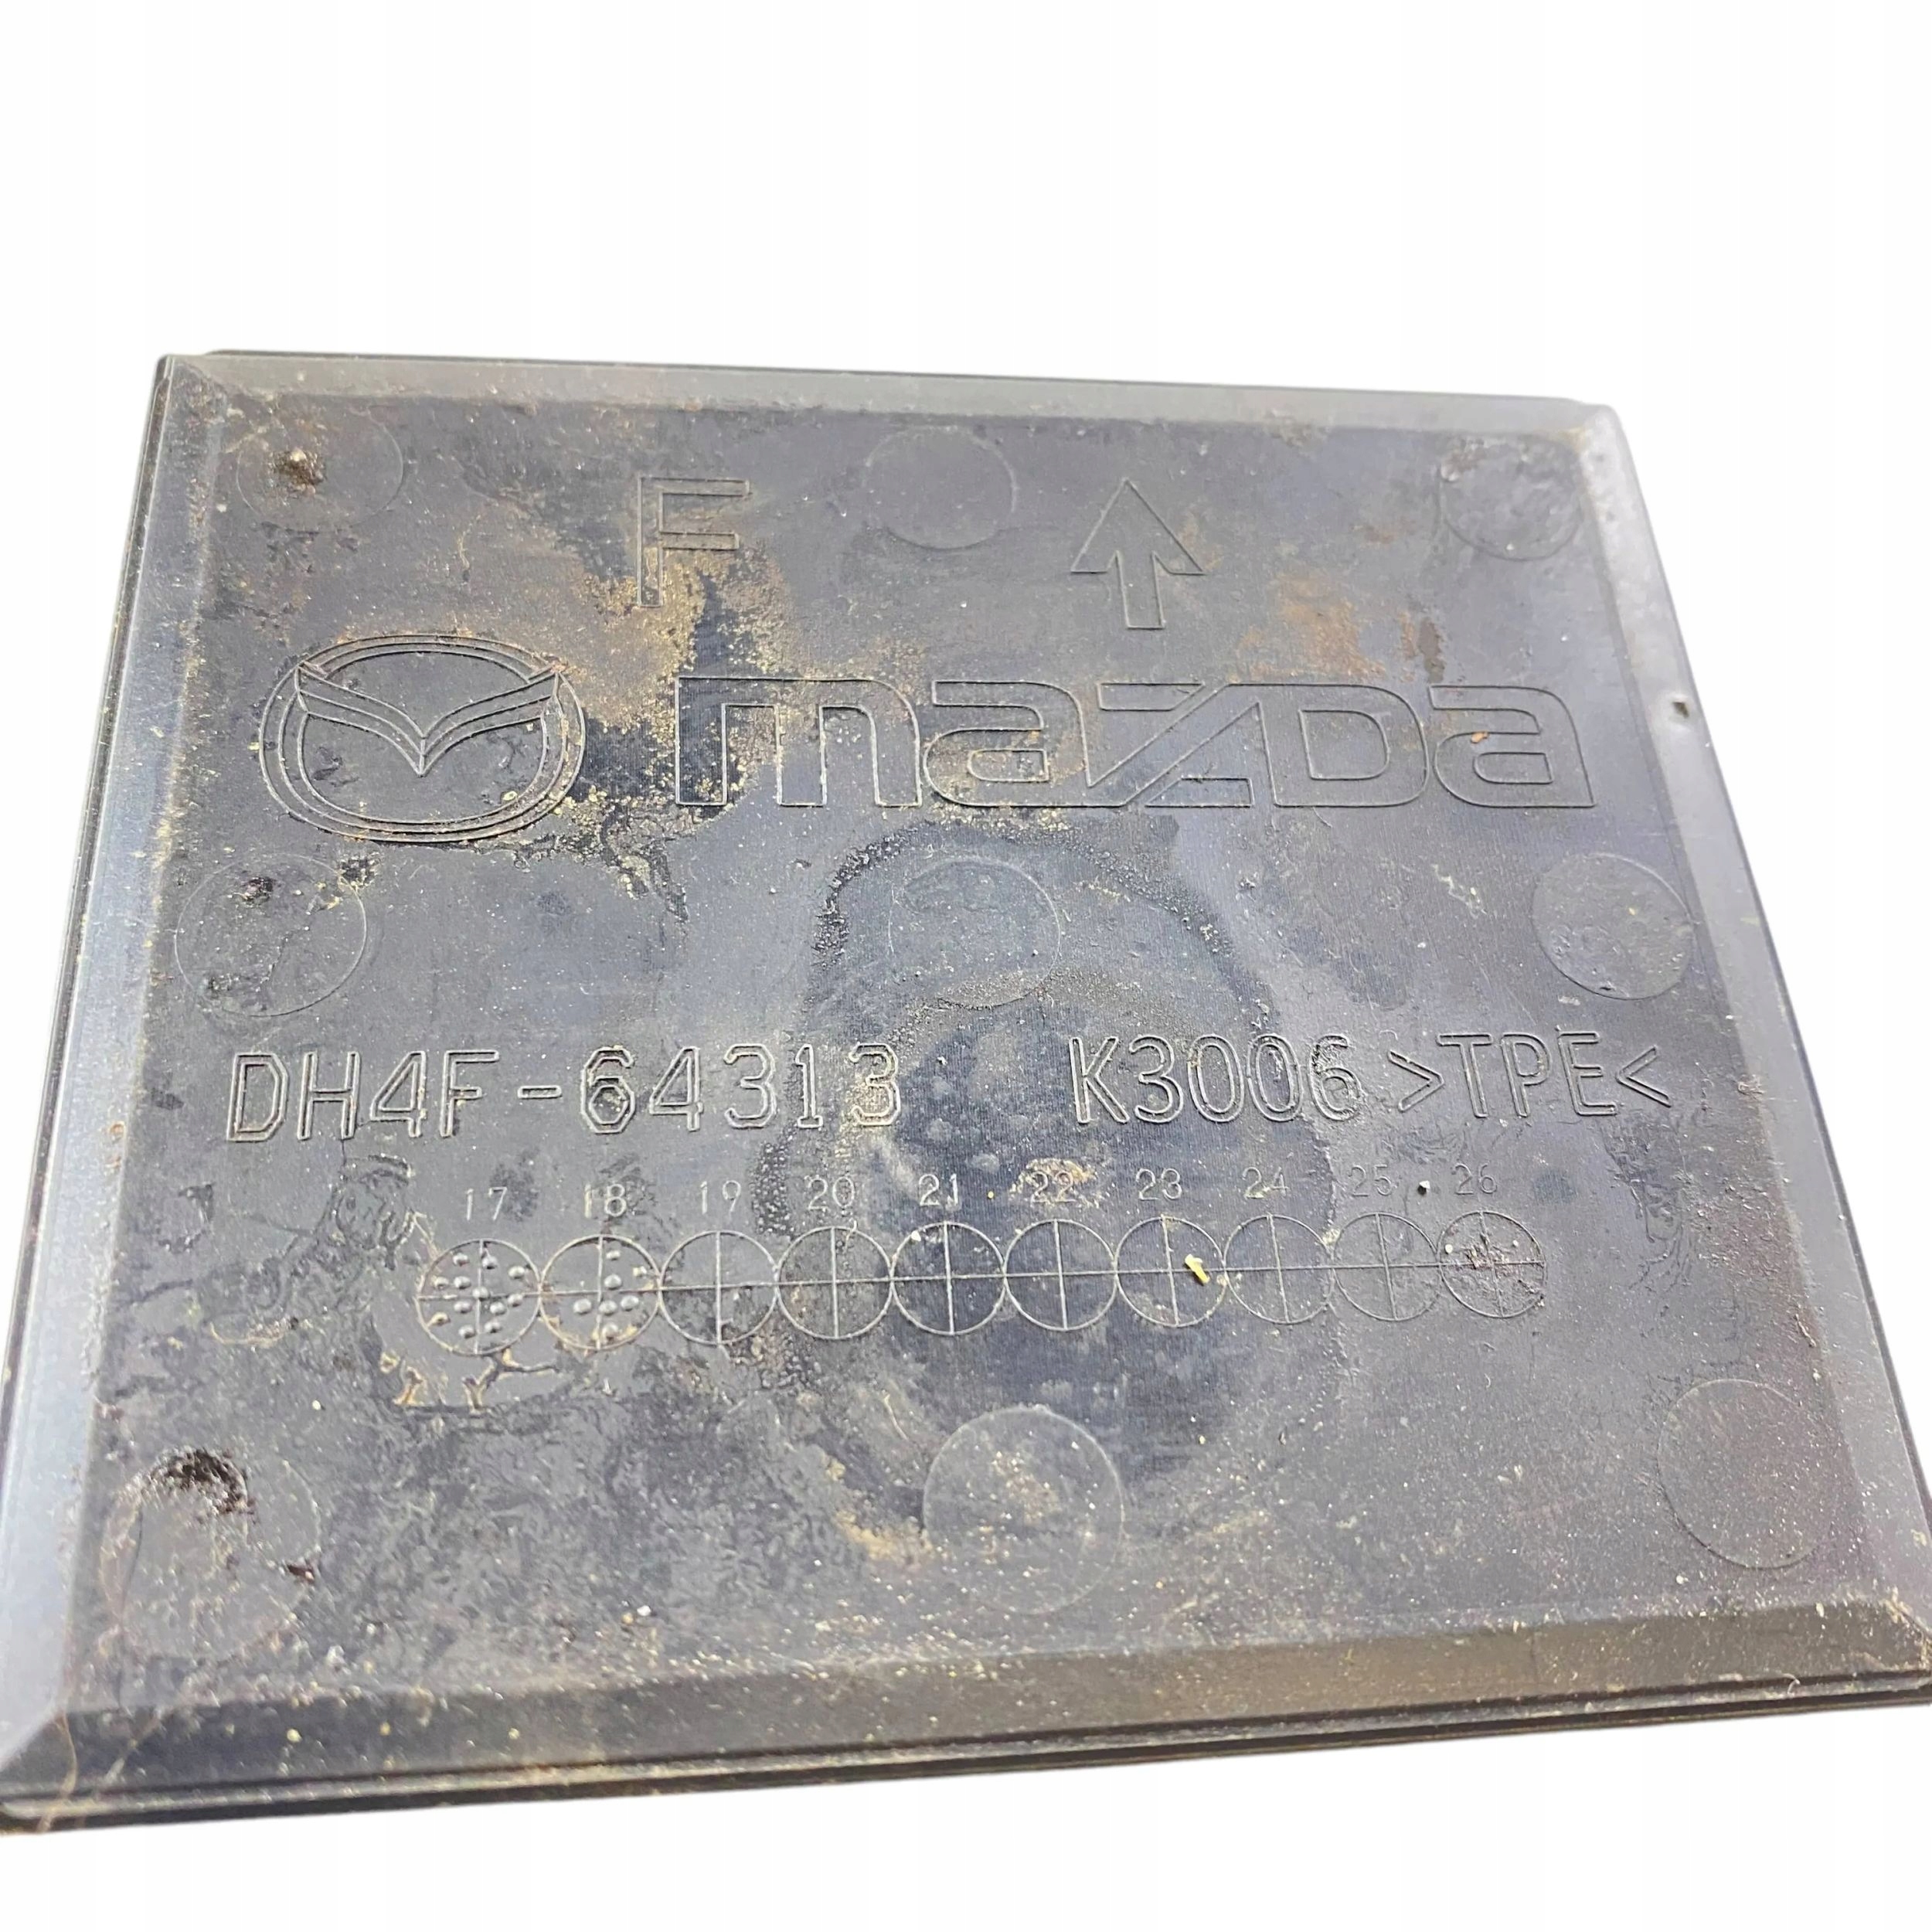 F
mazda
DH4F-64313 K3006 >TPE<
17 18 19 20 21 22 23 24 25 26